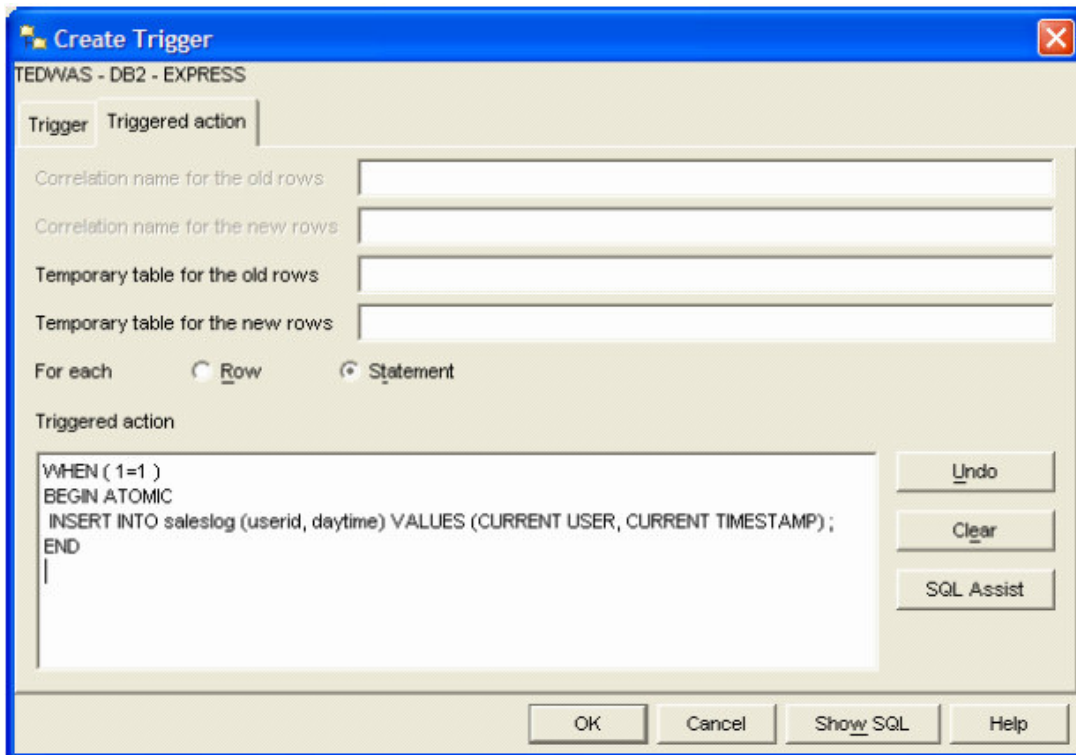 Create Trigger
TEDWAS - DB2 - EXPRESS
Trigger
Triggered action
Correlation name for the old rows
Correlation name for the new rows
Temporary table for the old rows
Temporary table for the new rows
For each Row Statement
Triggered action
WHEN ( 1=1 )
BEGIN ATOMIC
INSERT INTO saleslog (userid, daytime) VALUES (CURRENT USER, CURRENT TIMESTAMP) ;
END
Undo
Clear
SQL Assist
OK Cancel Show SQL Help